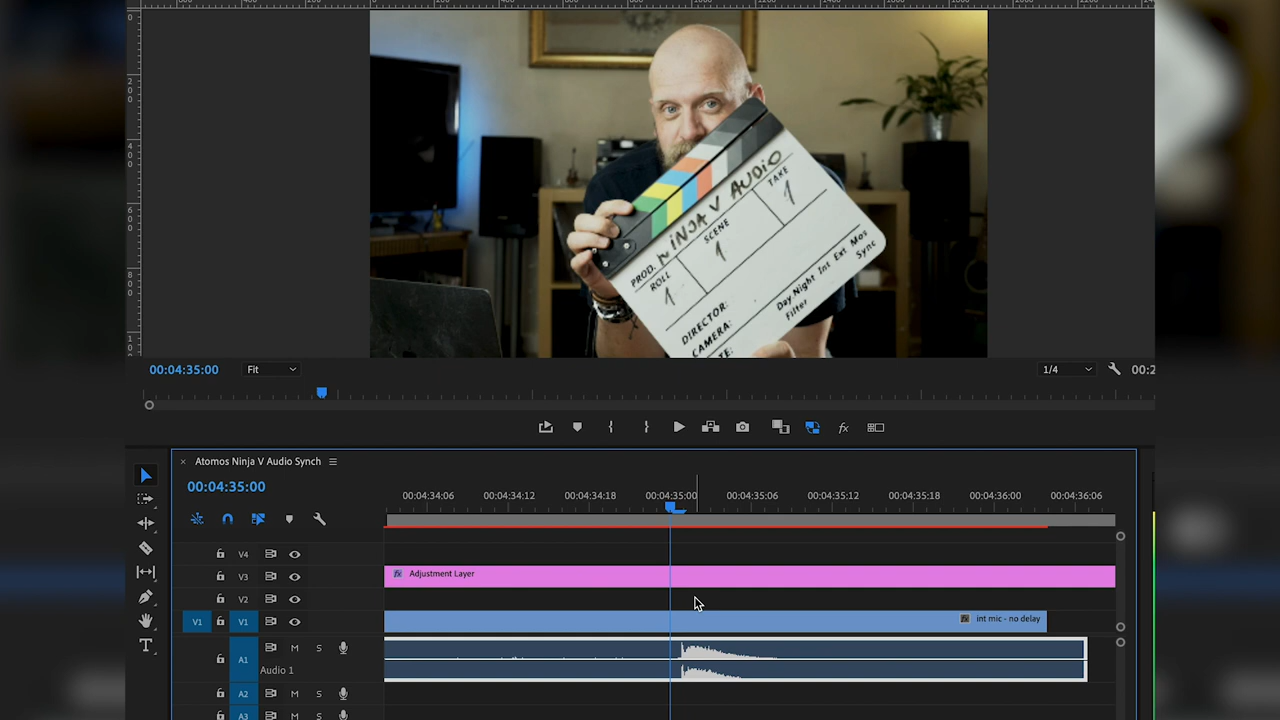 PROD. NINJA V AUDIO
ROLL 1
SCENE 1
TAKE 1
DIRECTOR:
CAMERA:
Day Night Int Ext Mos
Filter
Sync
00:04:35:00
Fit
1/4
00:2
× Atomos Ninja V Audio Synch
00:04:35:00
00:04:34:06 00:04:34:12 00:04:34:18 00:04:35:00 00:04:35:06 00:04:35:12 00:04:35:18 00:04:36:00 00:04:36:06
V4
V3 fx Adjustment Layer
V2
V1 V1 fx int mic - no delay
A1 M S
Audio 1
A2 M S
A3 M S